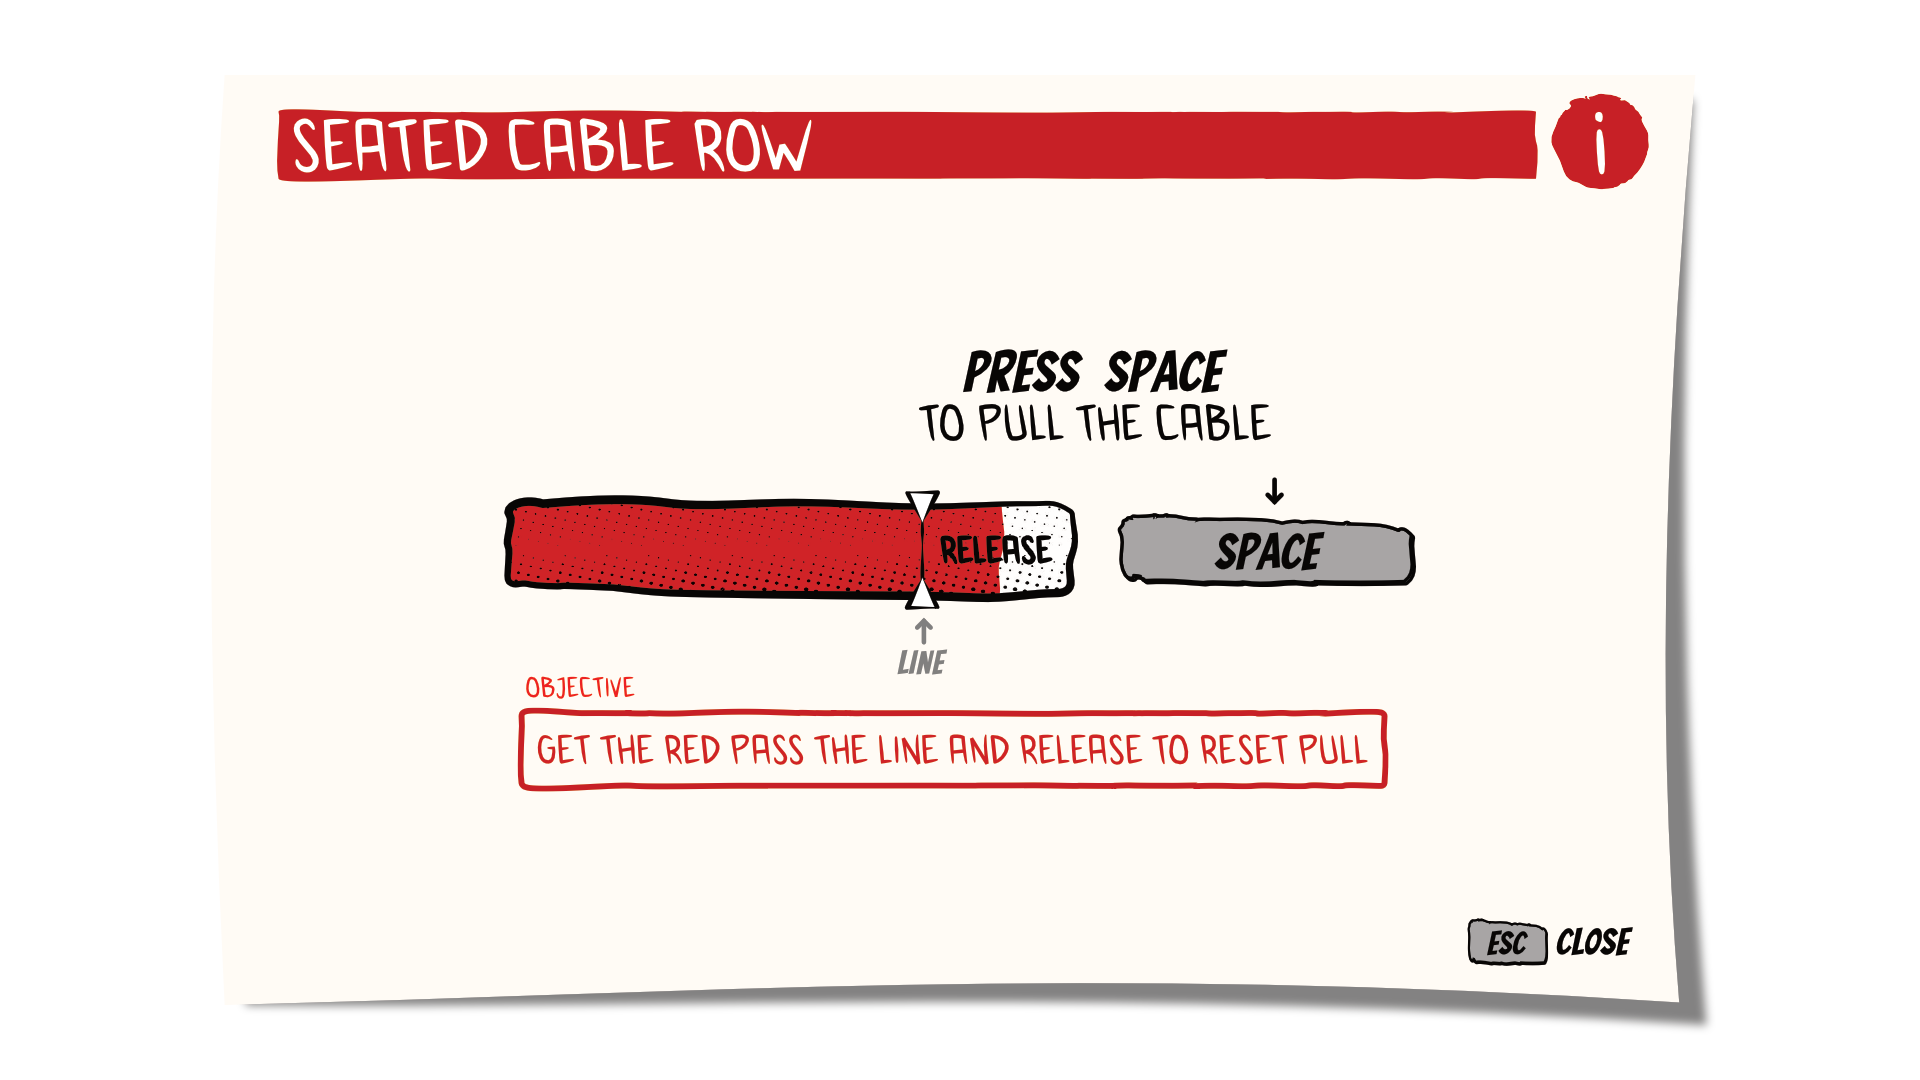 SEATED CABLE ROW
i
PRESS SPACE
TO PULL THE CABLE
RELEASE
SPACE
LINE
OBJECTIVE
GET THE RED PASS THE LINE AND RELEASE TO RESET PULL
ESC CLOSE